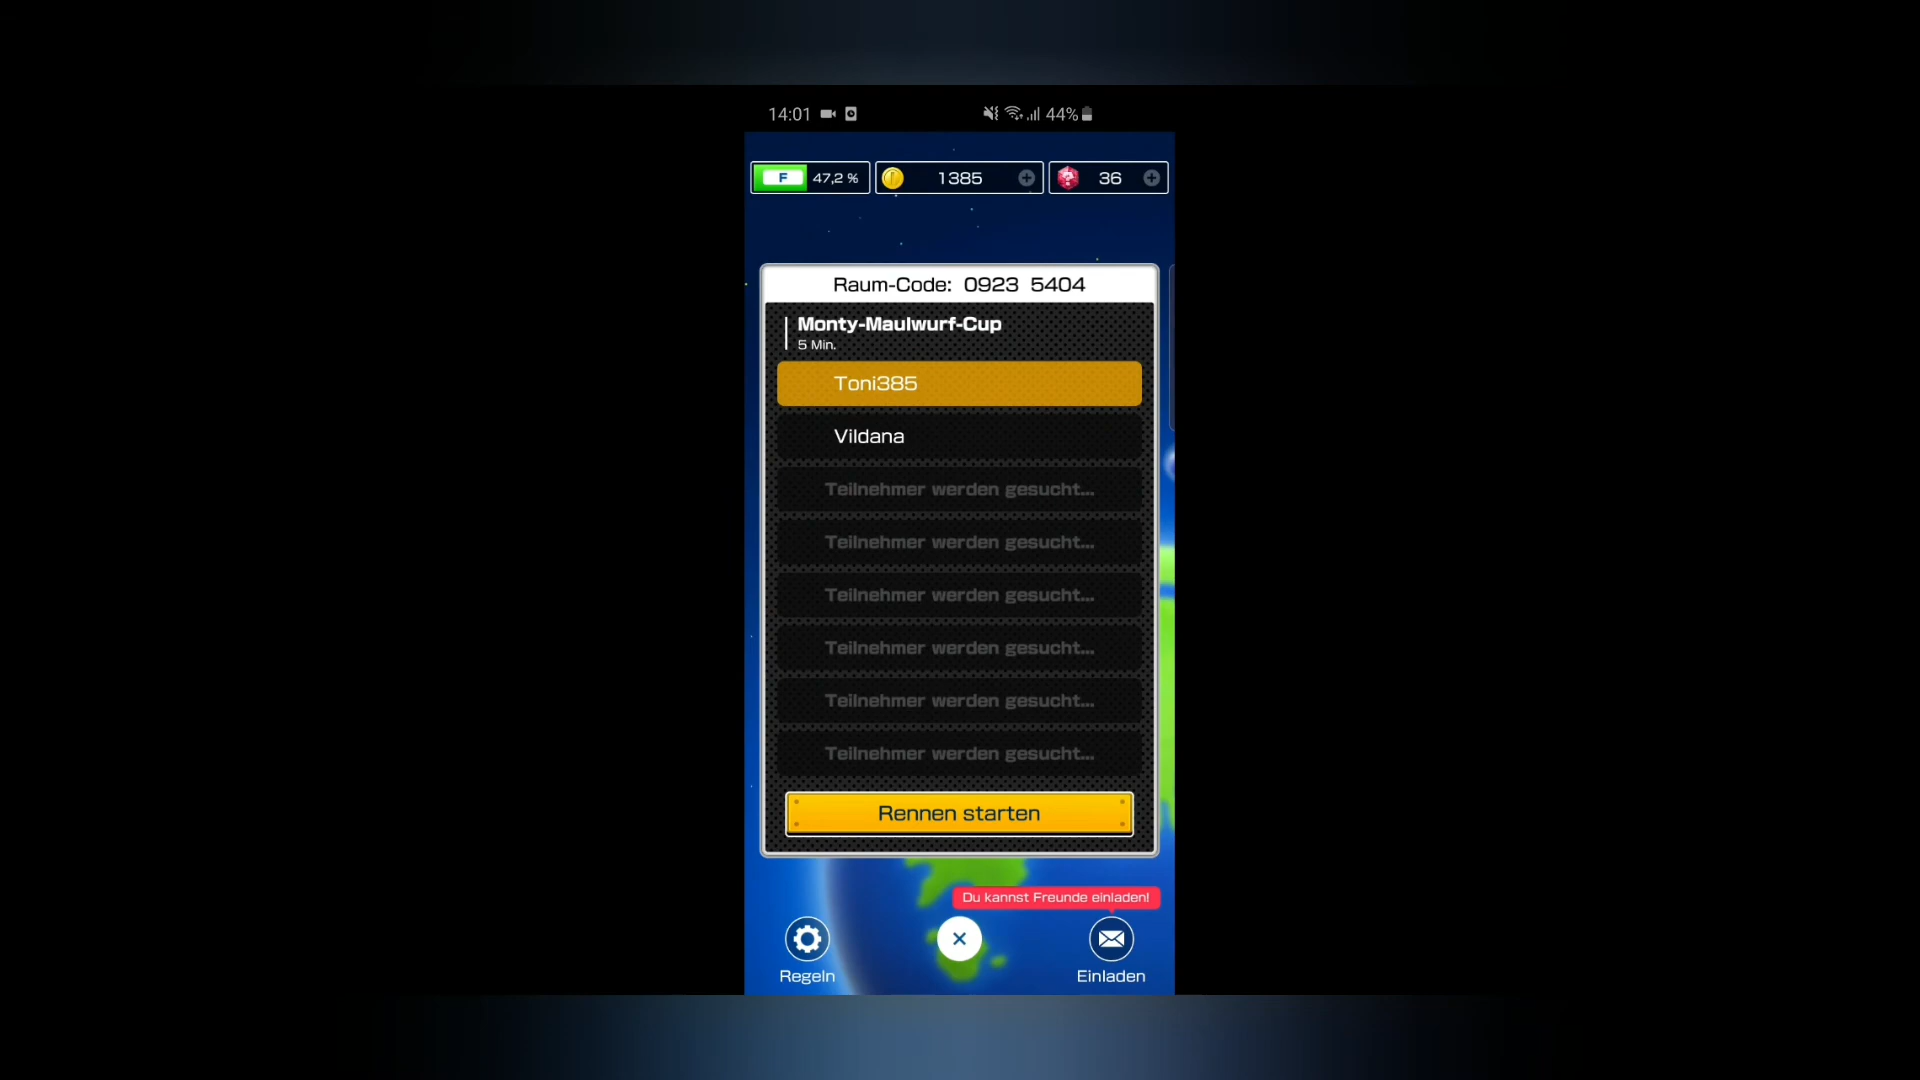 14:01 44%
F 47,2 % 1385 36
Raum-Code: 0923 5404
Monty-Maulwurf-Cup
5 Min.
Toni385
Vildana
Teilnehmer werden gesucht...
Teilnehmer werden gesucht...
Teilnehmer werden gesucht...
Teilnehmer werden gesucht...
Teilnehmer werden gesucht...
Teilnehmer werden gesucht...
Rennen starten
Du kannst Freunde einladen!
Regeln Einladen